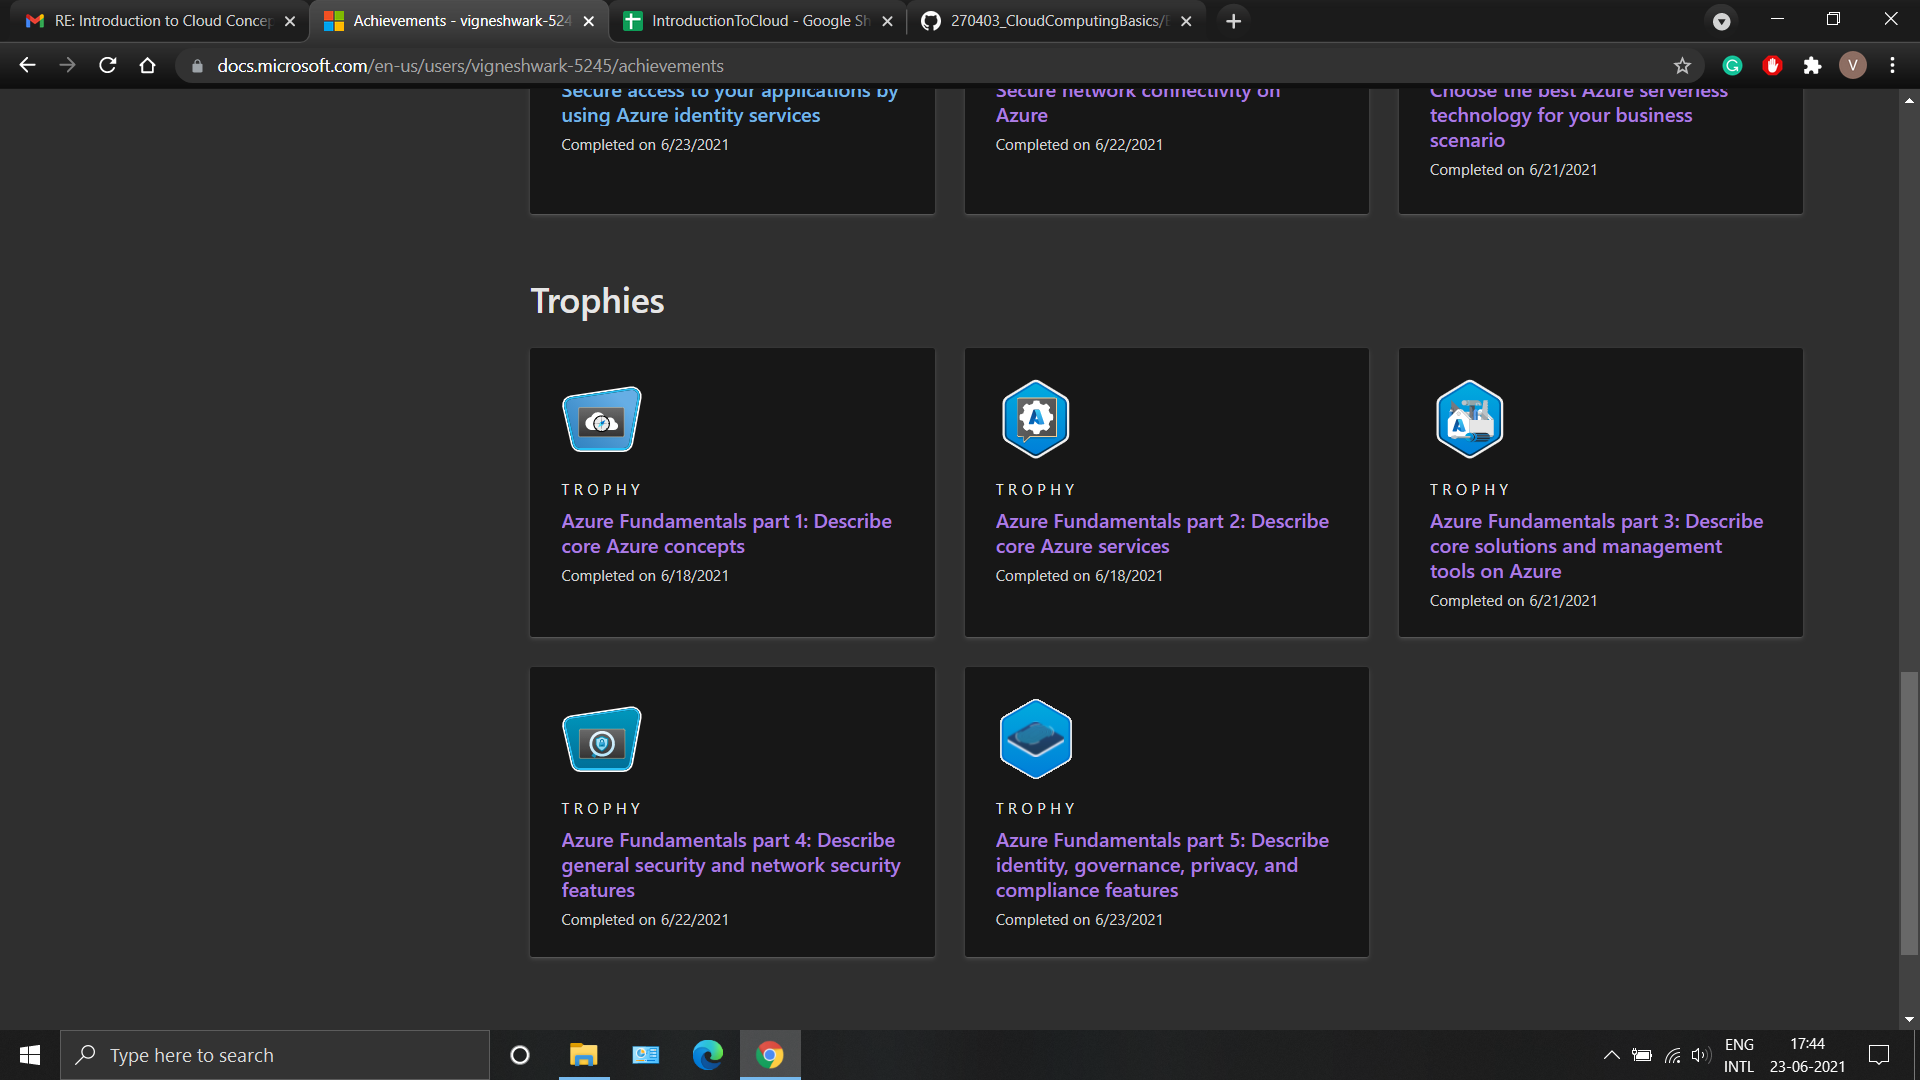 RE: Introduction to Cloud Concep
Achievements - vigneshwark-524
IntroductionToCloud - Google Sh
270403_CloudComputingBasics/E
docs.microsoft.com/en-us/users/vigneshwark-5245/achievements
V
Secure access to your applications by
using Azure identity services
Completed on 6/23/2021
Secure network connectivity on
Azure
Completed on 6/22/2021
Choose the best Azure serverless
technology for your business
scenario
Completed on 6/21/2021
Trophies
TROPHY
Azure Fundamentals part 1: Describe
core Azure concepts
Completed on 6/18/2021
TROPHY
Azure Fundamentals part 2: Describe
core Azure services
Completed on 6/18/2021
TROPHY
Azure Fundamentals part 3: Describe
core solutions and management
tools on Azure
Completed on 6/21/2021
TROPHY
Azure Fundamentals part 4: Describe
general security and network security
features
Completed on 6/22/2021
TROPHY
Azure Fundamentals part 5: Describe
identity, governance, privacy, and
compliance features
Completed on 6/23/2021
Type here to search
ENG
INTL
17:44
23-06-2021